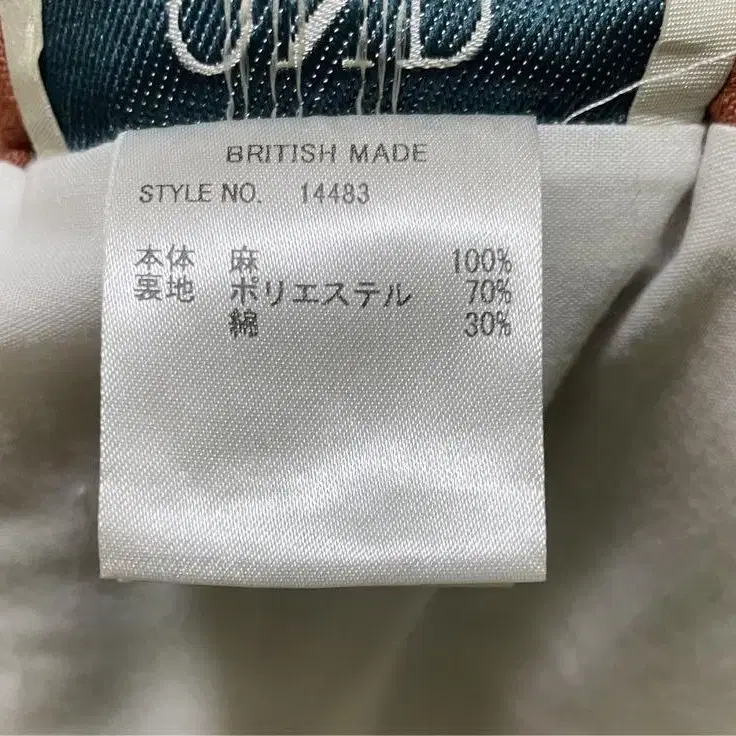 BRITISH MADE
STYLE NO. 14483
本体 麻 100%
裏地 ポリエステル 70%
綿 30%